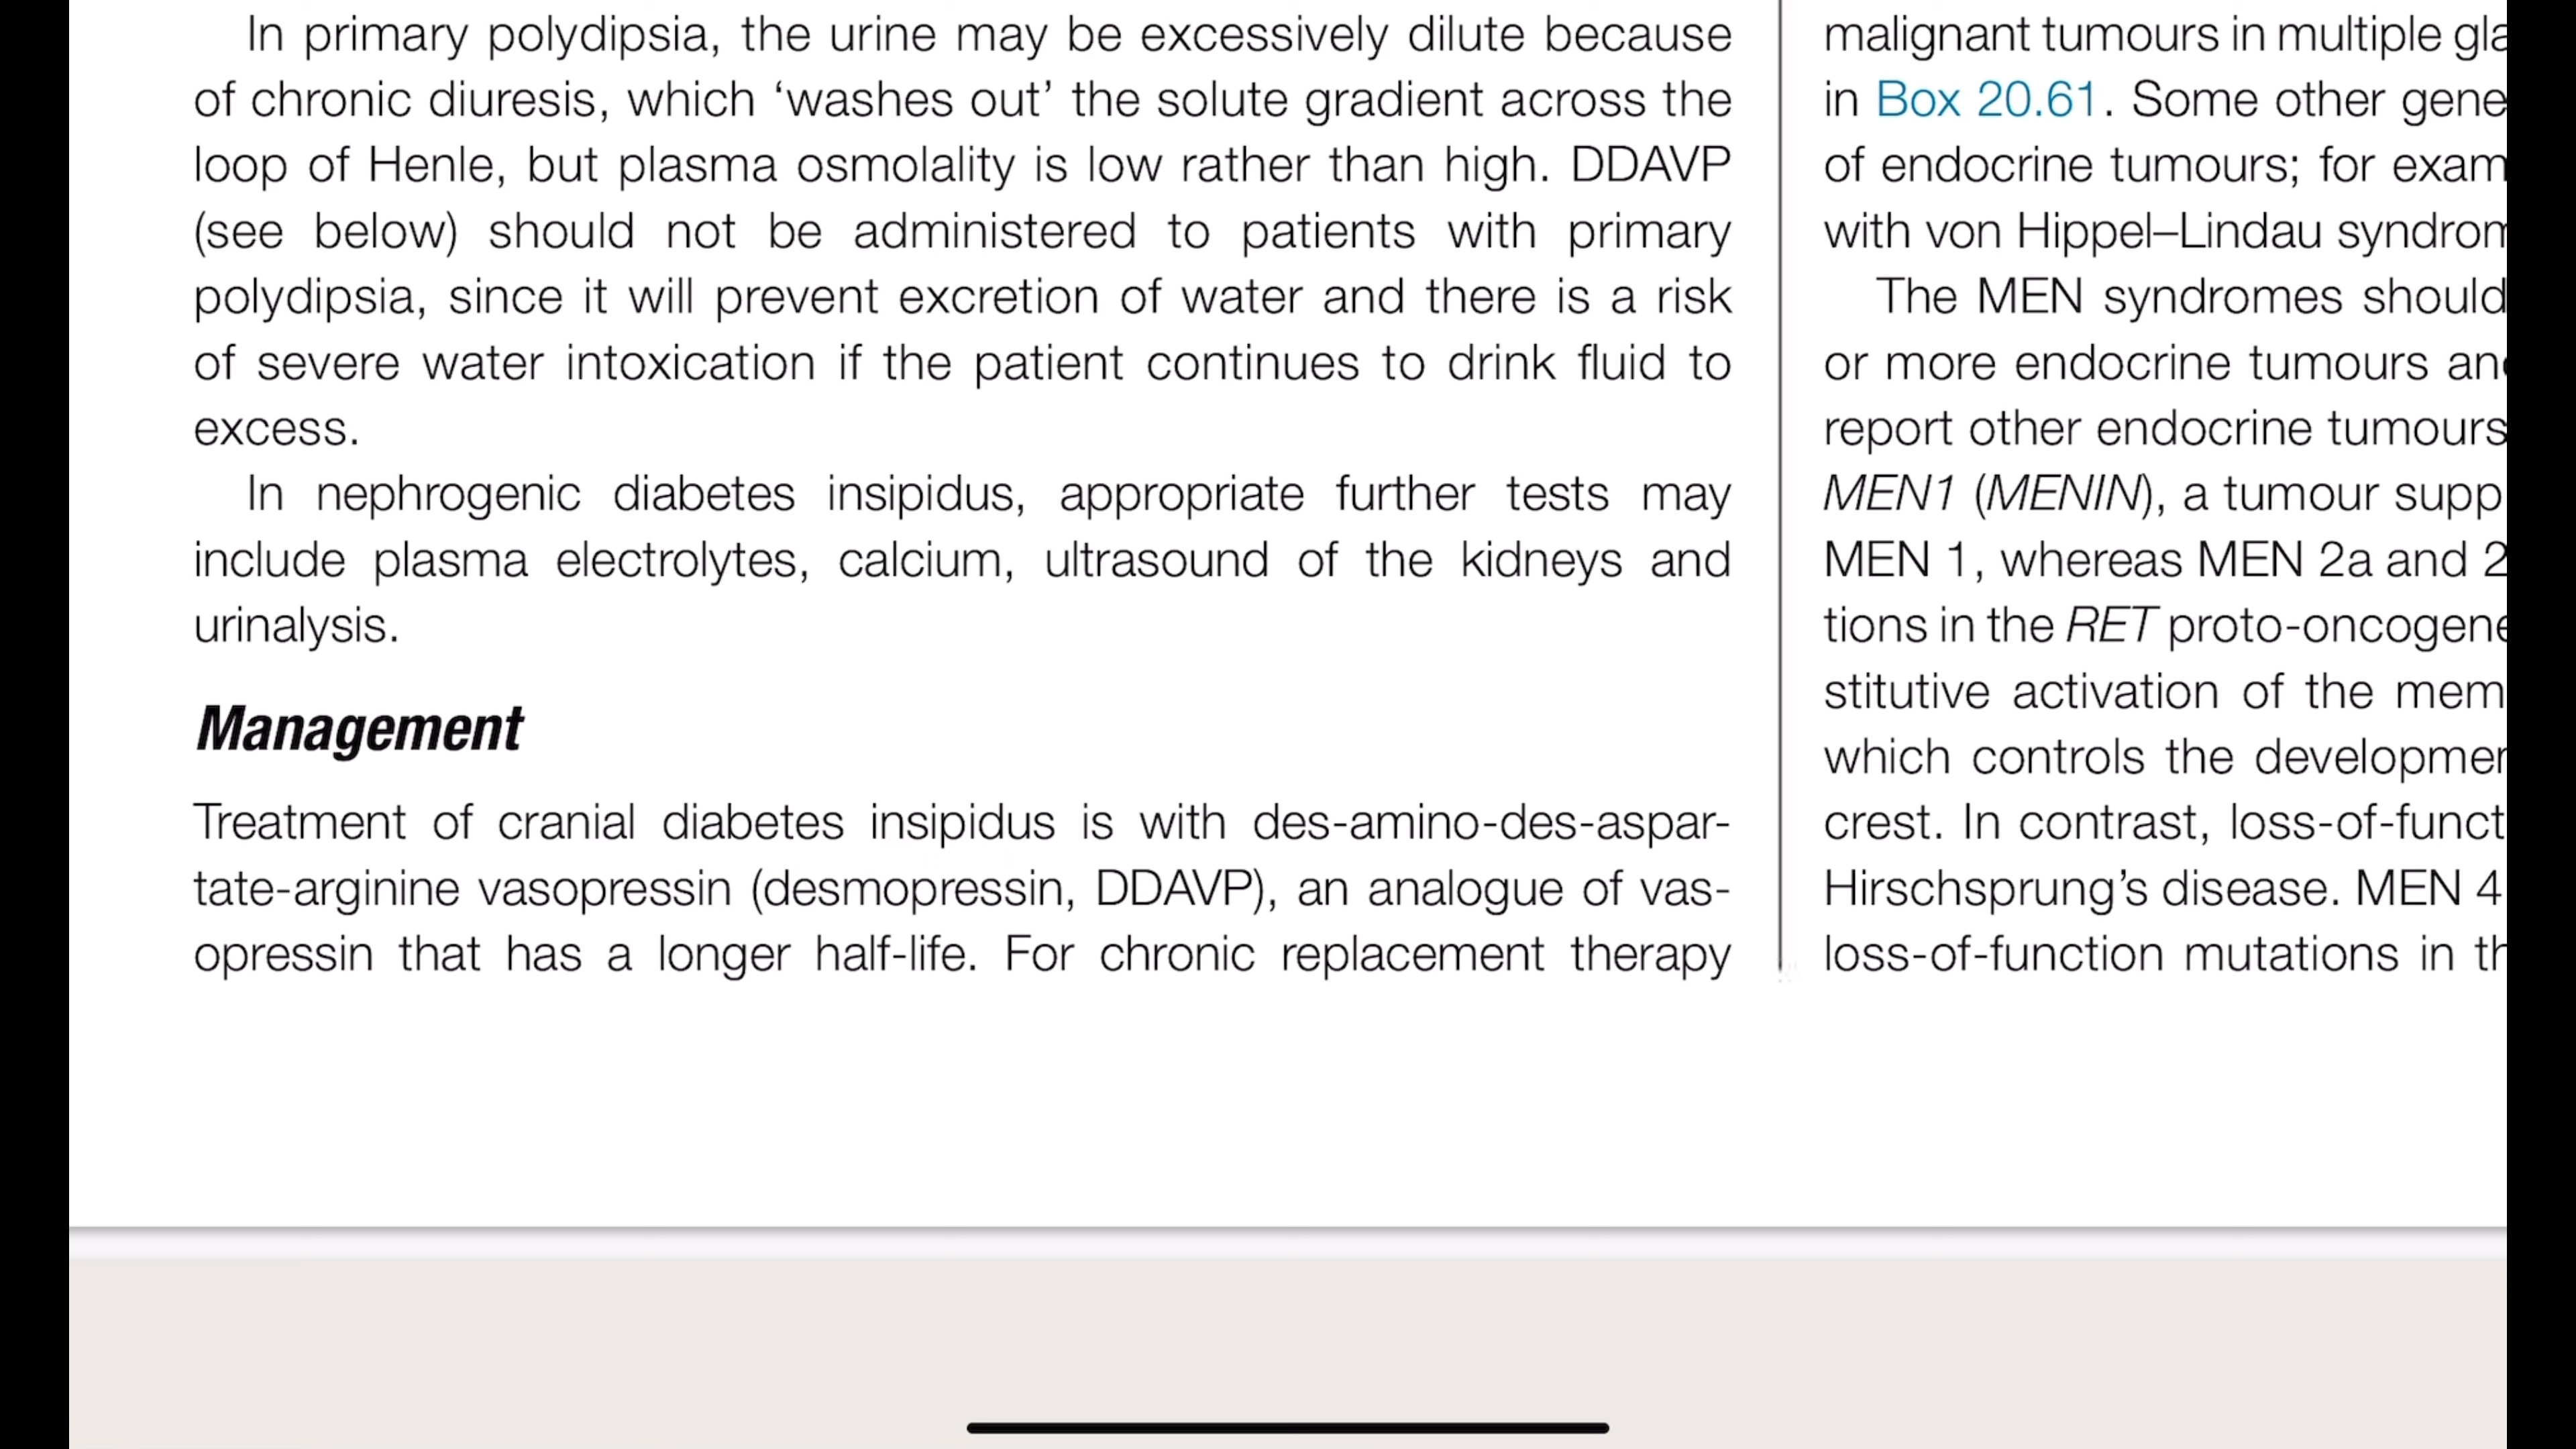 In primary polydipsia, the urine may be excessively dilute because
of chronic diuresis, which ‘washes out’ the solute gradient across the
loop of Henle, but plasma osmolality is low rather than high. DDAVP
(see below) should not be administered to patients with primary
polydipsia, since it will prevent excretion of water and there is a risk
of severe water intoxication if the patient continues to drink fluid to
excess.
In nephrogenic diabetes insipidus, appropriate further tests may
include plasma electrolytes, calcium, ultrasound of the kidneys and
urinalysis.
Management
Treatment of cranial diabetes insipidus is with des-amino-des-aspar-
tate-arginine vasopressin (desmopressin, DDAVP), an analogue of vas-
opressin that has a longer half-life. For chronic replacement therapy
malignant tumours in multiple
in Box 20.61. Some other
of endocrine tumours; for
with von Hippel–Lindau
The MEN syndromes should
or more endocrine tumours
report other endocrine tumours
MEN1 (MENIN), a tumour
MEN 1, whereas MEN 2a and
tions in the RET
stitutive activation of the
which controls the
crest. In contrast,
Hirschsprung’s disease. MEN 4
loss-of-function mutations in